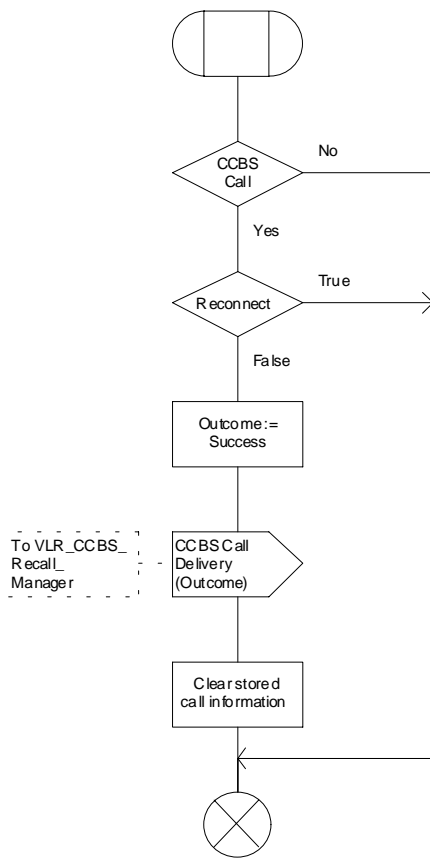 CCBS
Call
No
Yes
Reconnect
True
False
Outcome:=
Success
To VLR_CCBS_
Recall_
Manager
CCBS Call
Delivery
(Outcome)
Clear stored
call information